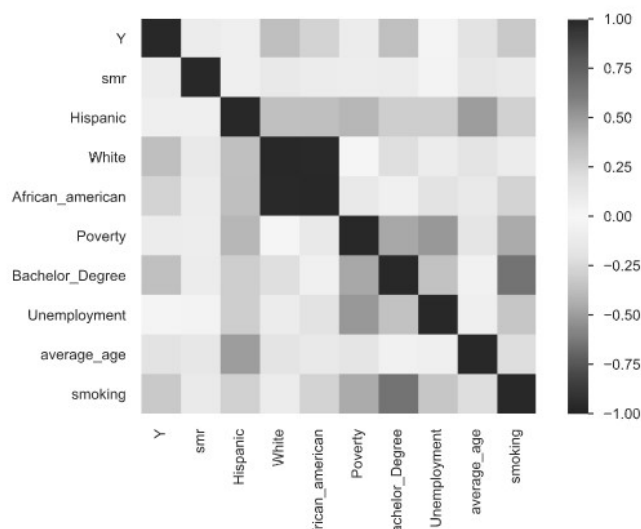 Y
smr
Hispanic
White
African_american
Poverty
Bachelor_Degree
Unemployment
average_age
smoking
1.00
0.75
0.50
0.25
0.00
−0.25
−0.50
−0.75
−1.00
Y
smr
Hispanic
White
rican_american
Poverty
achelor_Degree
Unemployment
average_age
smoking